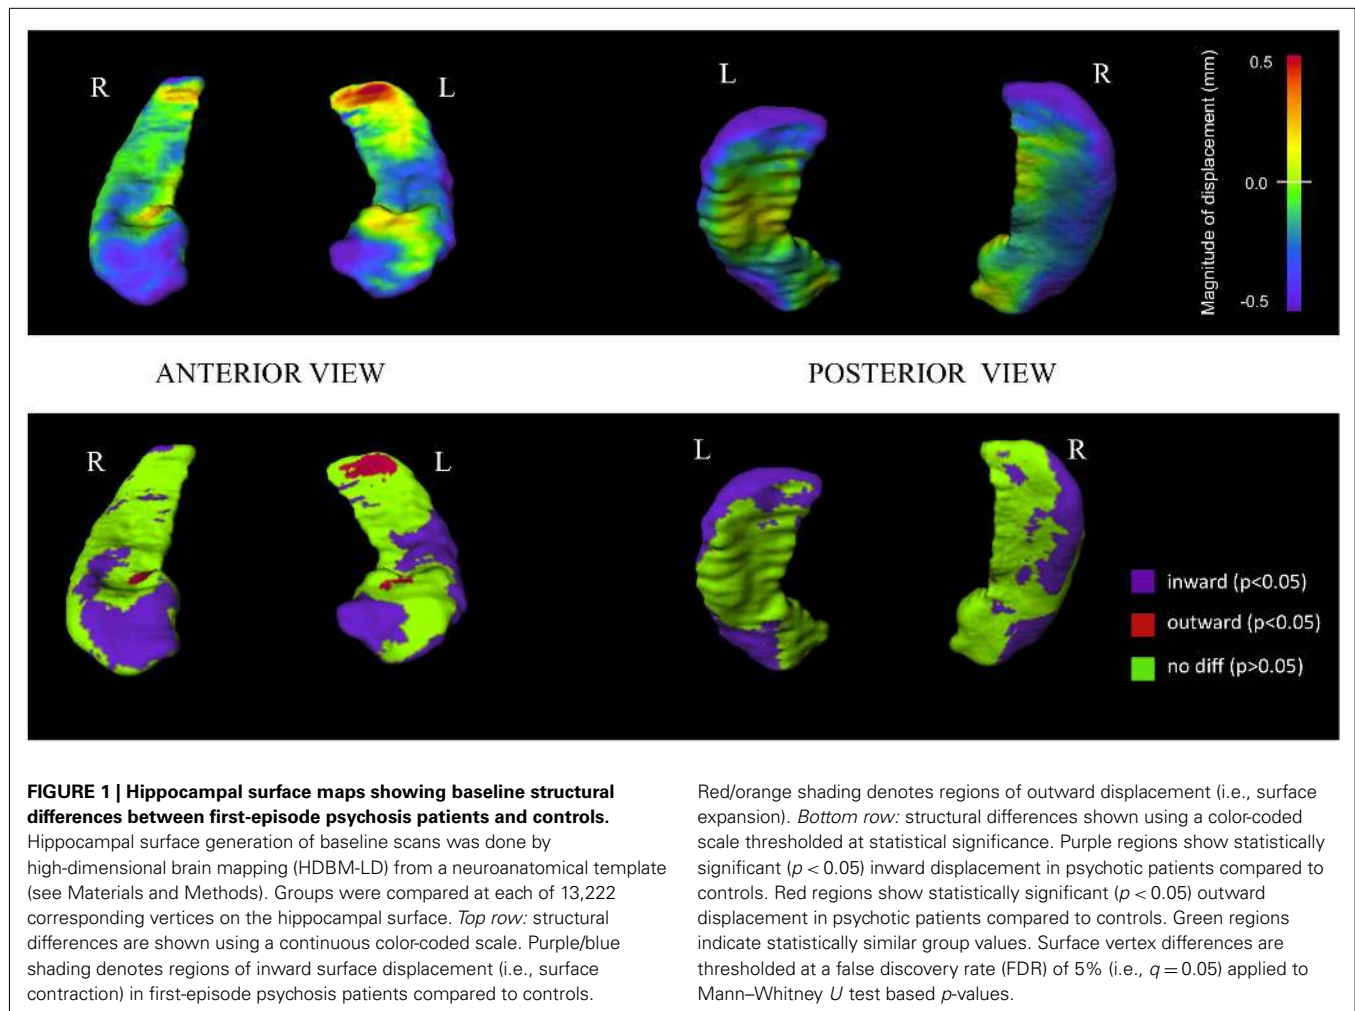 R
L
L
R
Magnitude of displacement (mm)
0.5
0.0
-0.5
ANTERIOR VIEW
POSTERIOR VIEW
R
L
L
R
inward (p<0.05)
outward (p<0.05)
no diff (p>0.05)
FIGURE 1 | Hippocampal surface maps showing baseline structural
differences between first-episode psychosis patients and controls.
Hippocampal surface generation of baseline scans was done by
high-dimensional brain mapping (HDBM-LD) from a neuroanatomical template
(see Materials and Methods). Groups were compared at each of 13,222
corresponding vertices on the hippocampal surface. Top row: structural
differences are shown using a continuous color-coded scale. Purple/blue
shading denotes regions of inward surface displacement (i.e., surface
contraction) in first-episode psychosis patients compared to controls.
Red/orange shading denotes regions of outward displacement (i.e., surface
expansion). Bottom row: structural differences shown using a color-coded
scale thresholded at statistical significance. Purple regions show statistically
significant (p < 0.05) inward displacement in psychotic patients compared to
controls. Red regions show statistically significant (p < 0.05) outward
displacement in psychotic patients compared to controls. Green regions
indicate statistically similar group values. Surface vertex differences are
thresholded at a false discovery rate (FDR) of 5% (i.e., q = 0.05) applied to
Mann–Whitney U test based p-values.